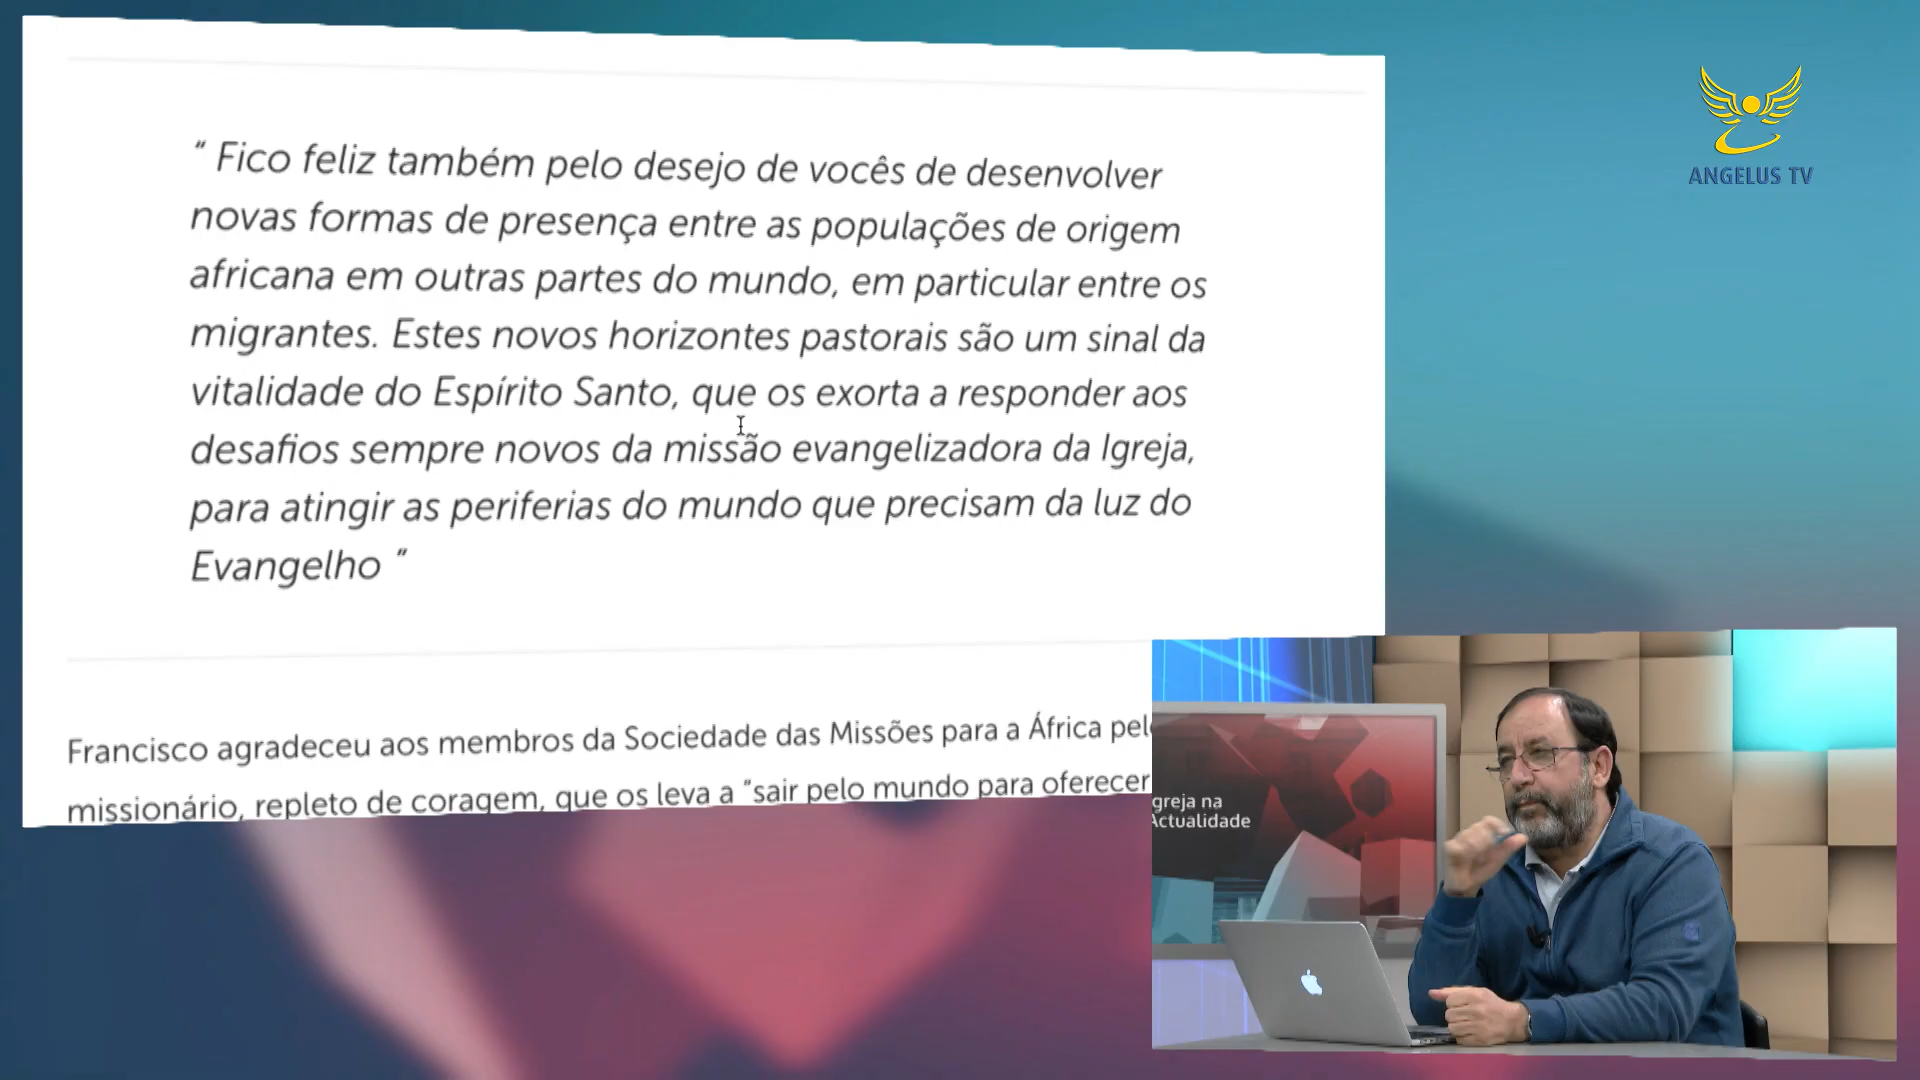 “ Fico feliz também pelo desejo de vocês de desenvolver
novas formas de presença entre as populações de origem
africana em outras partes do mundo, em particular entre os
migrantes. Estes novos horizontes pastorais são um sinal da
vitalidade do Espírito Santo, que os exorta a responder aos
desafios sempre novos da missão evangelizadora da Igreja,
para atingir as periferias do mundo que precisam da luz do
Evangelho ”
Francisco agradeceu aos membros da Sociedade das Missões para a África pel
missionário, repleto de coragem, que os leva a “sair pelo mundo para oferecer
ANGELUS TV
greja na
Actualidade